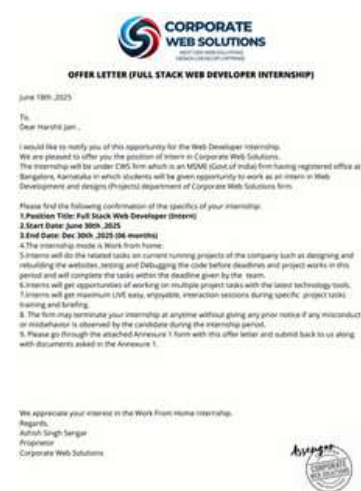 CORPORATE
WEB SOLUTIONS
OFFER LETTER (FULL STACK WEB DEVELOPER INTERNSHIP)
June 18th ,2025
To,
Dear Harshit Jain ,
I would like to notify you of this opportunity for the Web Developer Internship.
We are pleased to offer you the position of Intern in Corporate Web Solutions..
The internship will be under CWS firm which is an MSME (Govt of India) firm having registered office at
Bangalore, Karnataka in which students will be given opportunity to work as an intern in Web
Development and designs (Projects) department of Corporate Web Solutions firm.
Please find the following confirmation of the specifics of your internship:
1.Position Title: Full Stack Web Developer (Intern)
2.Start Date: June 30th ,2025
3.End Date: Dec 30th ,2025 (06 months)
4.The internship mode is Work from home:
5.Interns will do the related tasks on current running projects of the company such as designing and
rebuilding the websites ,testing and Debugging the code before deadlines and project works in this
period and will complete the tasks within the deadline given by the team.
6.Interns will get opportunities of working on multiple project tasks with the latest technology tools.
7.Interns will get maximum LIVE easy, enjoyable, interaction sessions during specific project tasks
training and briefing.
8. The firm may terminate your internship at anytime without giving any prior notice if any misconduct
or misbehavior is observed by the candidate during the internship period.
9. Please go through the attached Annexure 1 form with this offer letter and submit back to us along
with documents asked in the Annexure 1.
We appreciate your interest in the Work From Home Internship.
Regards,
Ashish Singh Sengar
Proprietor
Corporate Web Solutions
CORPORATE